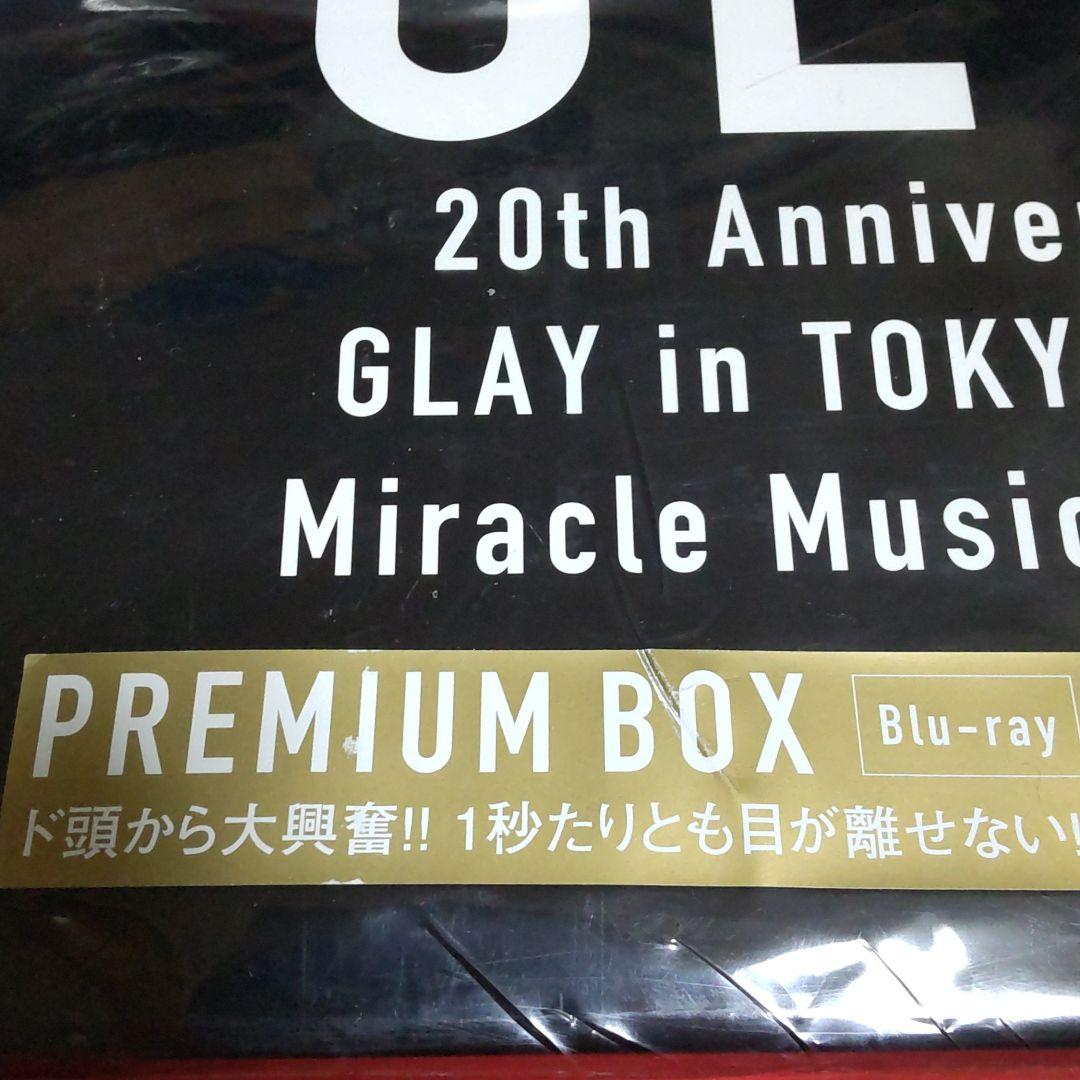 20th Anniver
GLAY in TOKY
Miracle Music
PREMIUM BOX Blu-ray
ド頭から大興奮!! 1秒たりとも目が離せない!